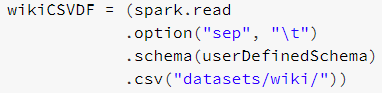 wikiCSVDF = (spark.read
.option("sep", "\t")
.schema(userDefinedSchema)
.csv("datasets/wiki/"))